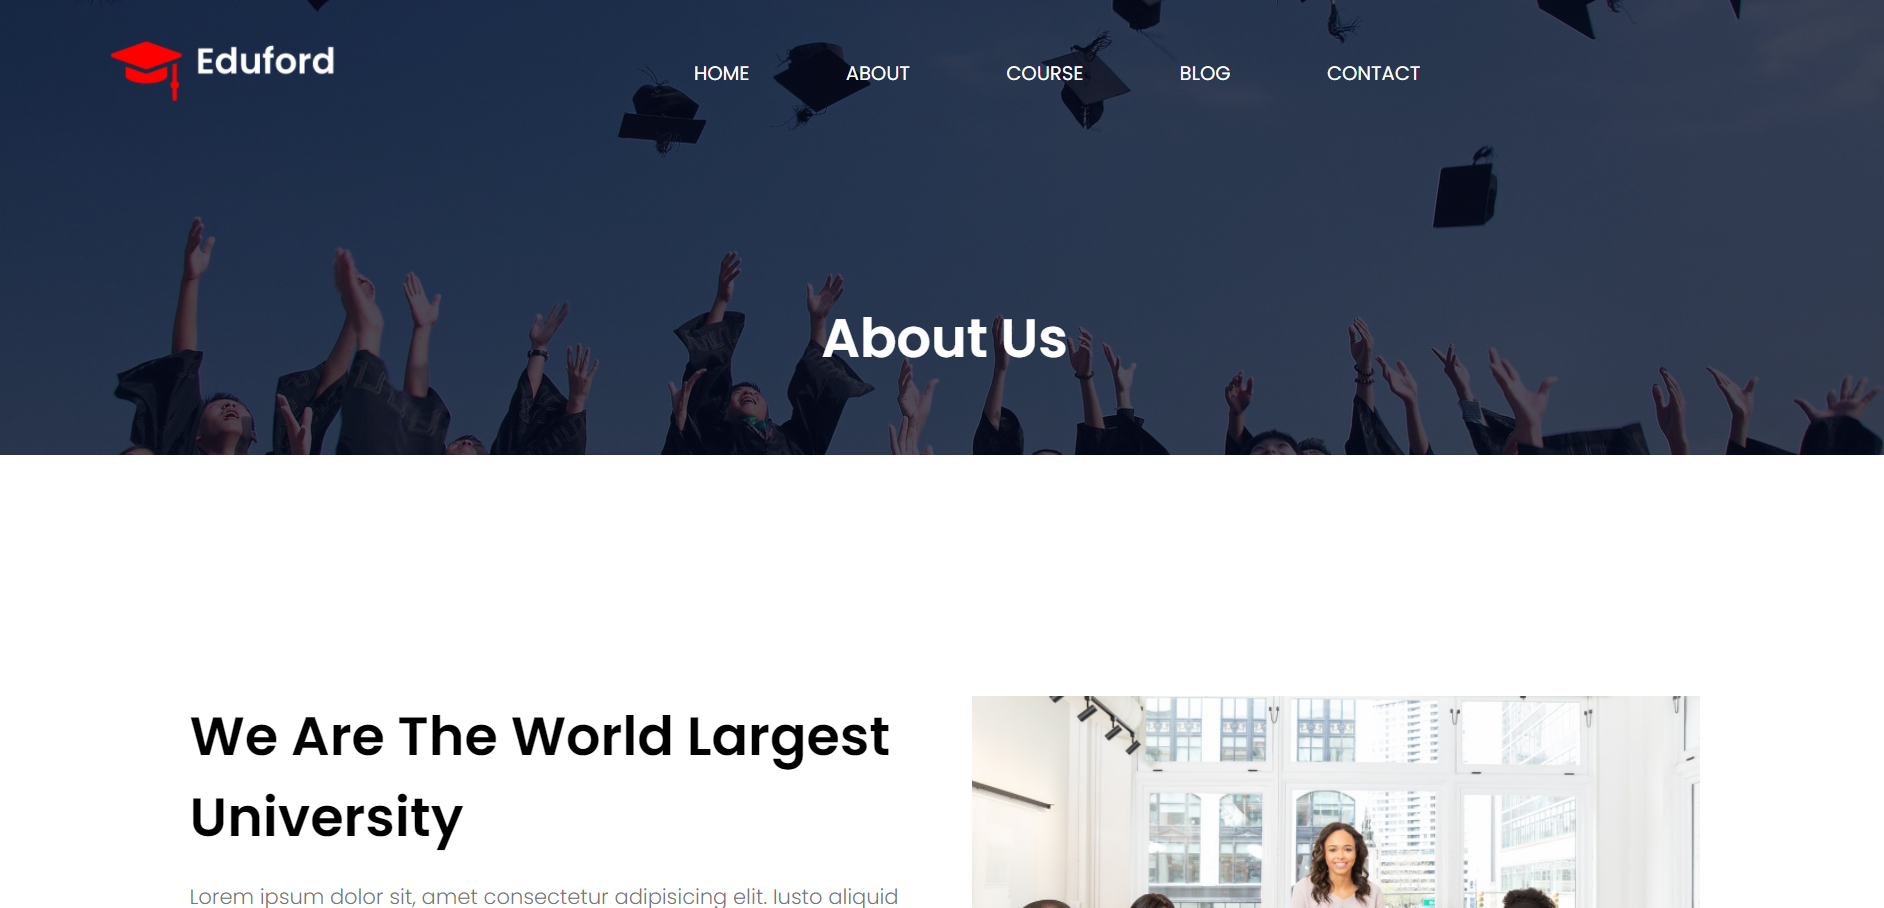 Eduford
HOME ABOUT COURSE BLOG CONTACT
About Us
We Are The World Largest
University
Lorem ipsum dolor sit, amet consectetur adipisicing elit. Iusto aliquid